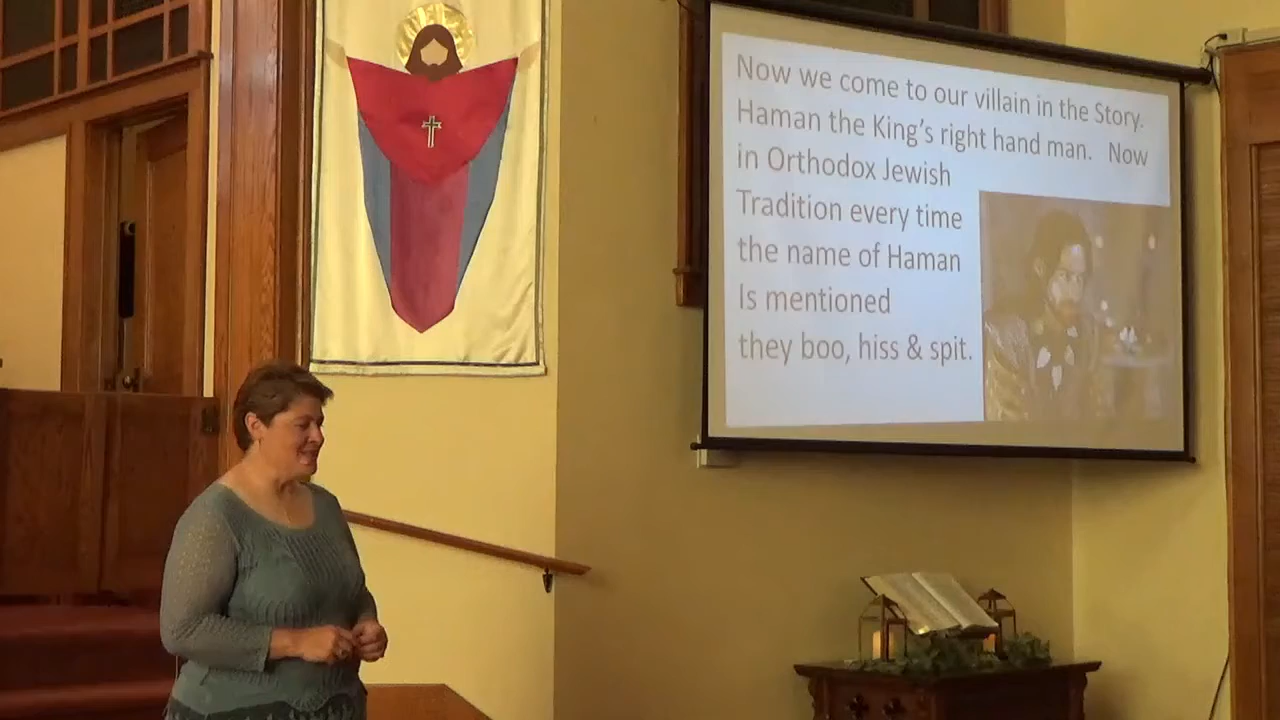 Now we come to our villain in the Story.
Haman the King's right hand man. Now
in Orthodox Jewish
Tradition every time
the name of Haman
Is mentioned
they boo, hiss & spit.